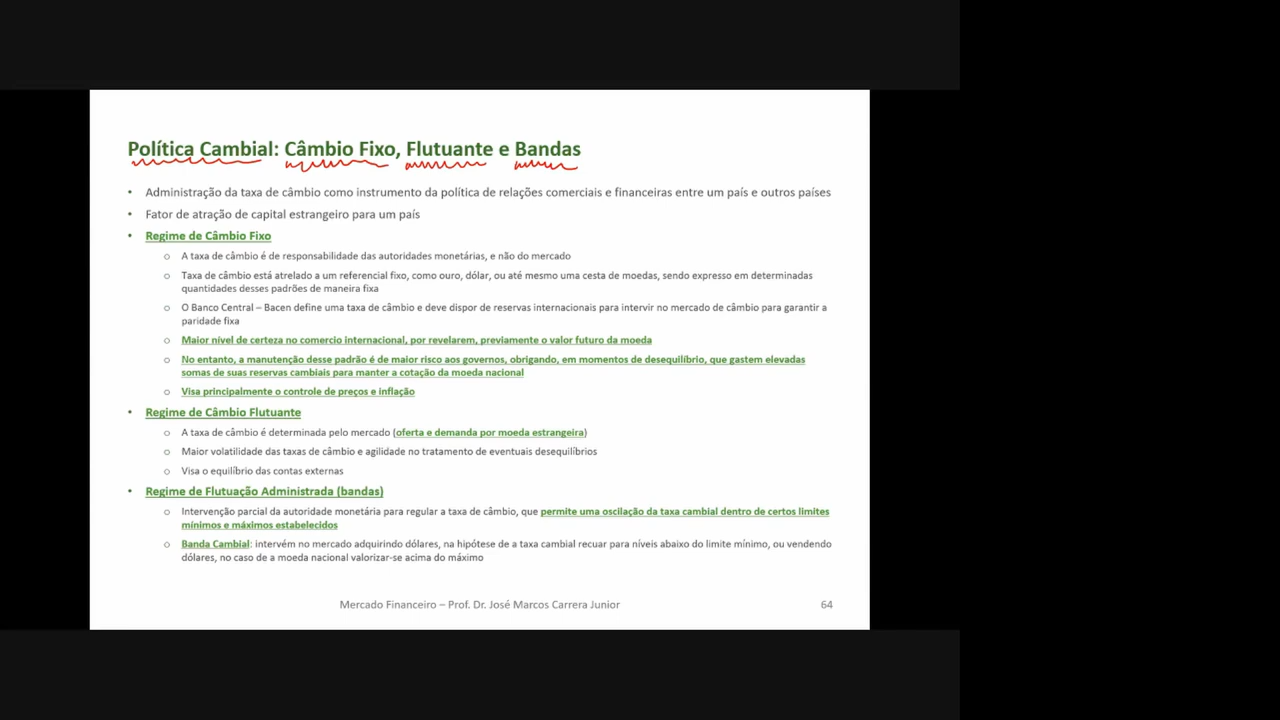 Política Cambial: Câmbio Fixo, Flutuante e Bandas
• Administração da taxa de câmbio como instrumento da política de relações comerciais e financeiras entre um país e outros países
• Fator de atração de capital estrangeiro para um país
• Regime de Câmbio Fixo
o A taxa de câmbio é de responsabilidade das autoridades monetárias, e não do mercado
o Taxa de câmbio está atrelado a um referencial fixo, como ouro, dólar, ou até mesmo uma cesta de moedas, sendo expresso em determinadas
quantidades desses padrões de maneira fixa
o O Banco Central – Bacen define uma taxa de câmbio e deve dispor de reservas internacionais para intervir no mercado de câmbio para garantir a
paridade fixa
o Maior nível de certeza no comercio internacional, por revelarem, previamente o valor futuro da moeda
o No entanto, a manutenção desse padrão é de maior risco aos governos, obrigando, em momentos de desequilíbrio, que gastem elevadas
somas de suas reservas cambiais para manter a cotação da moeda nacional
o Visa principalmente o controle de preços e inflação
• Regime de Câmbio Flutuante
o A taxa de câmbio é determinada pelo mercado (oferta e demanda por moeda estrangeira)
o Maior volatilidade das taxas de câmbio e agilidade no tratamento de eventuais desequilíbrios
o Visa o equilíbrio das contas externas
• Regime de Flutuação Administrada (bandas)
o Intervenção parcial da autoridade monetária para regular a taxa de câmbio, que permite uma oscilação da taxa cambial dentro de certos limites
mínimos e máximos estabelecidos
o Banda Cambial: intervém no mercado adquirindo dólares, na hipótese de a taxa cambial recuar para níveis abaixo do limite mínimo, ou vendendo
dólares, no caso de a moeda nacional valorizar-se acima do máximo
Mercado Financeiro – Prof. Dr. José Marcos Carrera Junior
64